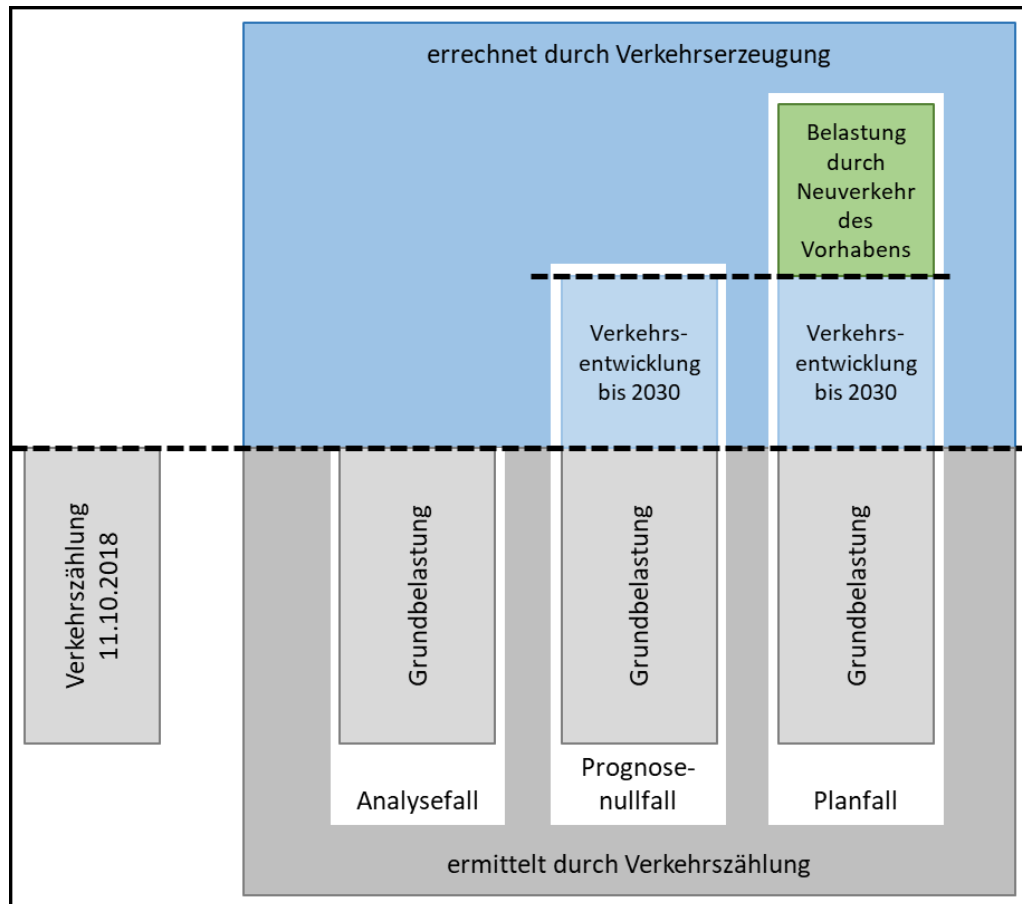 errechnet durch Verkehrserzeugung
Belastung
durch
Neuverkehr
des
Vorhabens
Verkehrs-
entwicklung
bis 2030
Verkehrs-
entwicklung
bis 2030
Verkehrszählung
11.10.2018
Grundbelastung
Grundbelastung
Grundbelastung
Analysefall
Prognose-
nullfall
Planfall
ermittelt durch Verkehrszählung